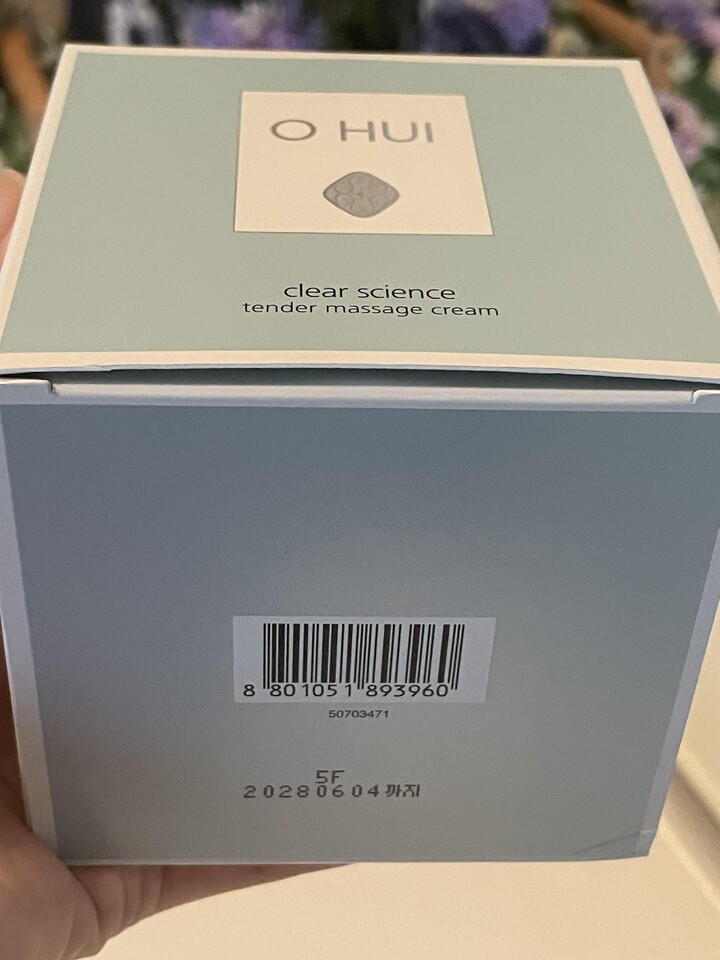 O HUI
clear science
tender massage cream
8 801051 893960
50703471
5F
20280604까지